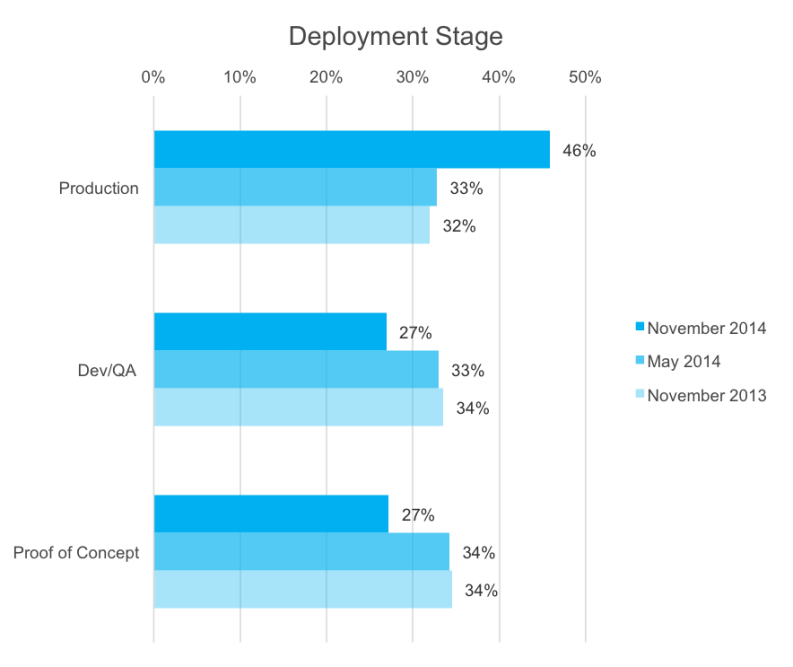 Deployment Stage
0% 10% 20% 30% 40% 50%
46%
Production 33%
32%
27%
Dev/QA 33%
34%
27%
Proof of Concept 34%
34%
November 2014
May 2014
November 2013